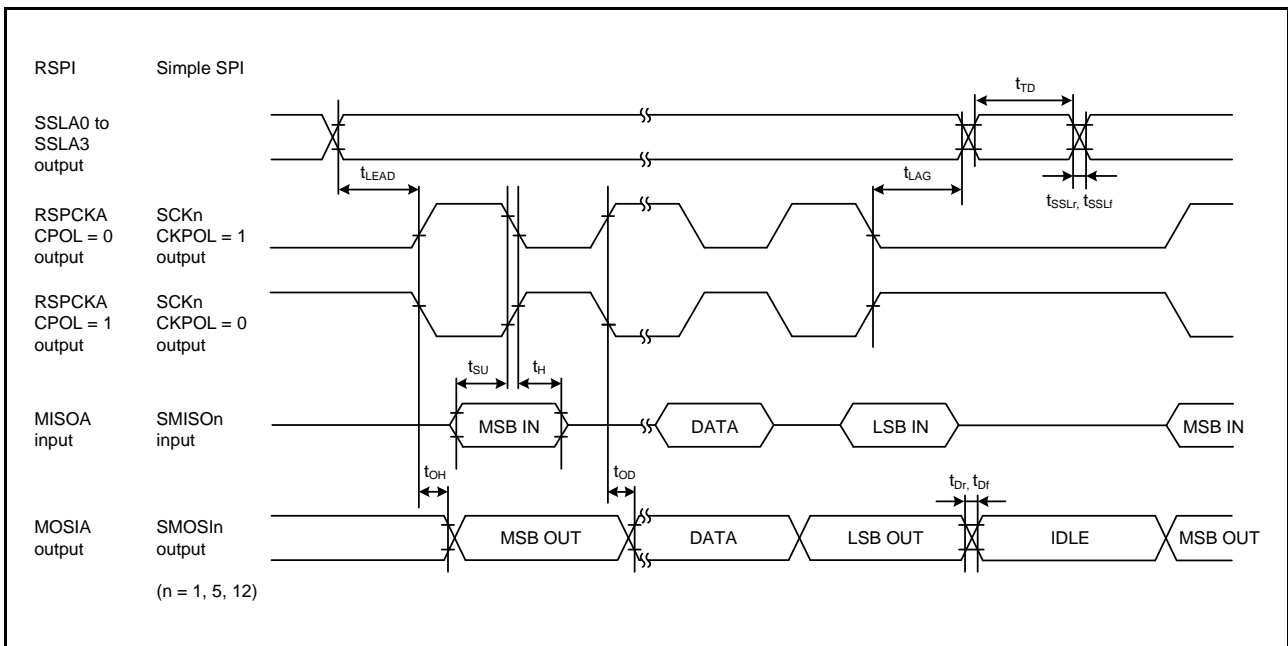 RSPI Simple SPI
SSLA0 to
SSLA3
output
tTD
tLEAD
tLAG
tSSLr, tSSLf
RSPCKA SCKn
CPOL = 0 CKPOL = 1
output output
RSPCKA SCKn
CPOL = 1 CKPOL = 0
output output
tSU tH
MISOA SMISOn
input input
MSB IN DATA LSB IN MSB IN
tOH tOD tDr, tDf
MOSIA SMOSIn
output output
MSB OUT DATA LSB OUT IDLE MSB OUT
(n = 1, 5, 12)